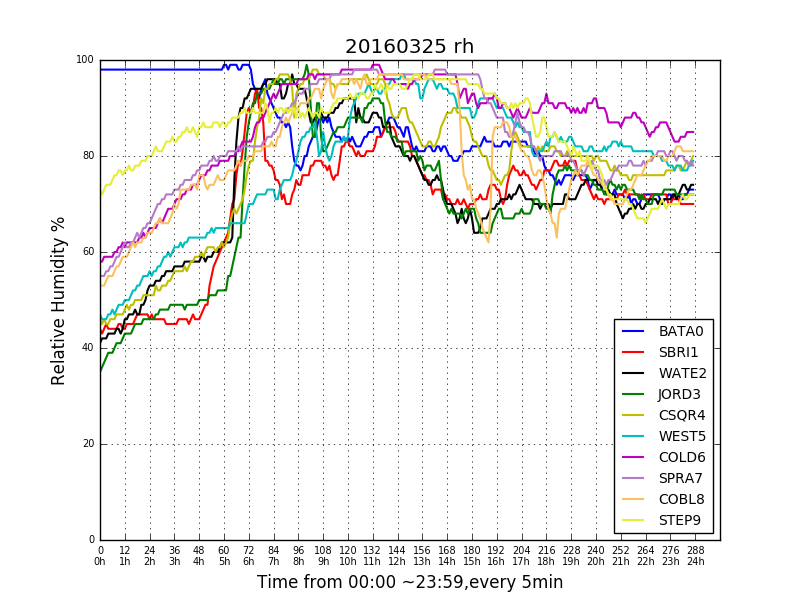 20160325 rh
Relative Humidity %
100
80
60
40
20
0
0 12 24 36 48 60 72 84 96 108 120 132 144 156 168 180 192 204 216 228 240 252 264 276 288
0h 1h 2h 3h 4h 5h 6h 7h 8h 9h 10h 11h 12h 13h 14h 15h 16h 17h 18h 19h 20h 21h 22h 23h 24h
Time from 00:00 ~23:59,every 5min
BATA0
SBRI1
WATE2
JORD3
CSQR4
WEST5
COLD6
SPRA7
COBL8
STEP9